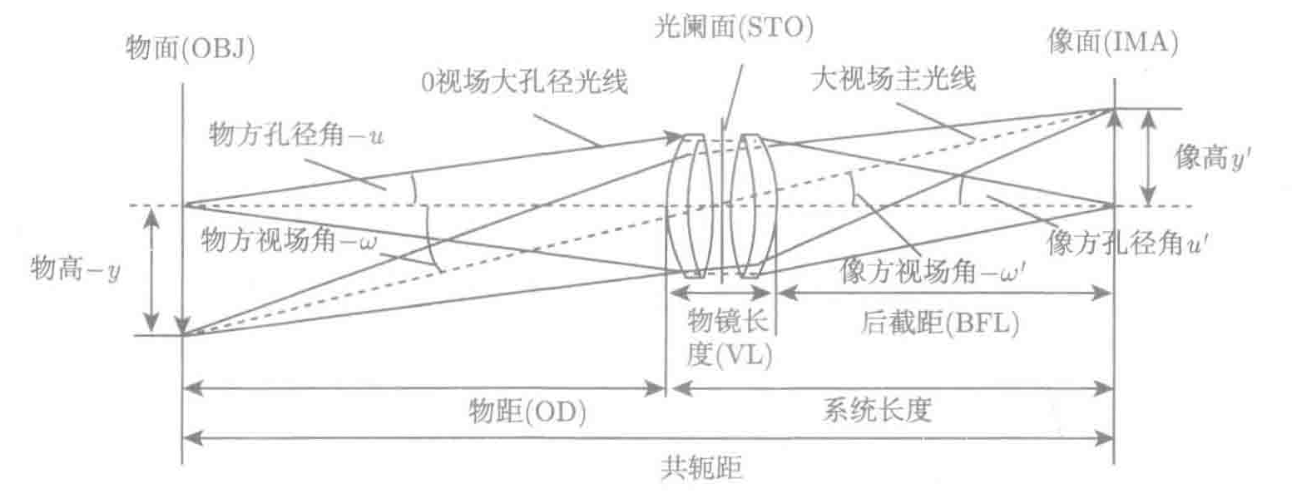 光阑面(STO)
物面(OBJ)
像面(IMA)
0视场大孔径光线
大视场主光线
物方孔径角-u
像高y′
物方视场角-ω
像方孔径角u′
物高-y
像方视场角-ω′
物镜长
度(VL)
后截距(BFL)
物距(OD)
系统长度
共轭距